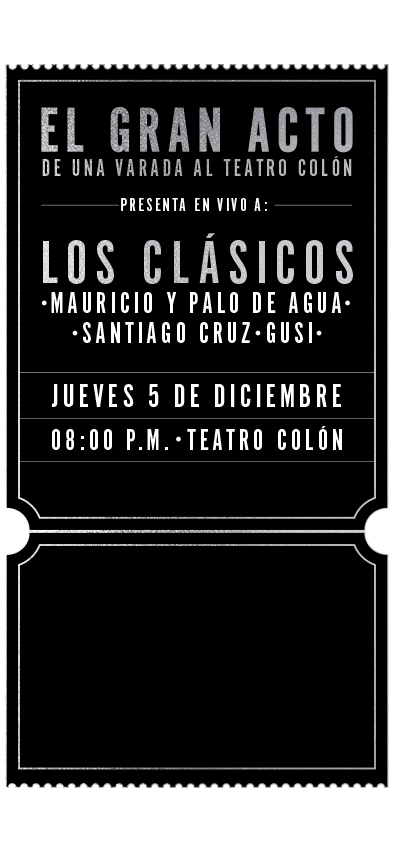 EL GRAN ACTO
DE UNA VARADA AL TEATRO COLÓN
PRESENTA EN VIVO A:
LOS CLÁSICOS
•MAURICIO Y PALO DE AGUA•
•SANTIAGO CRUZ•GUSI•
JUEVES 5 DE DICIEMBRE
08:00 P.M. •TEATRO COLÓN